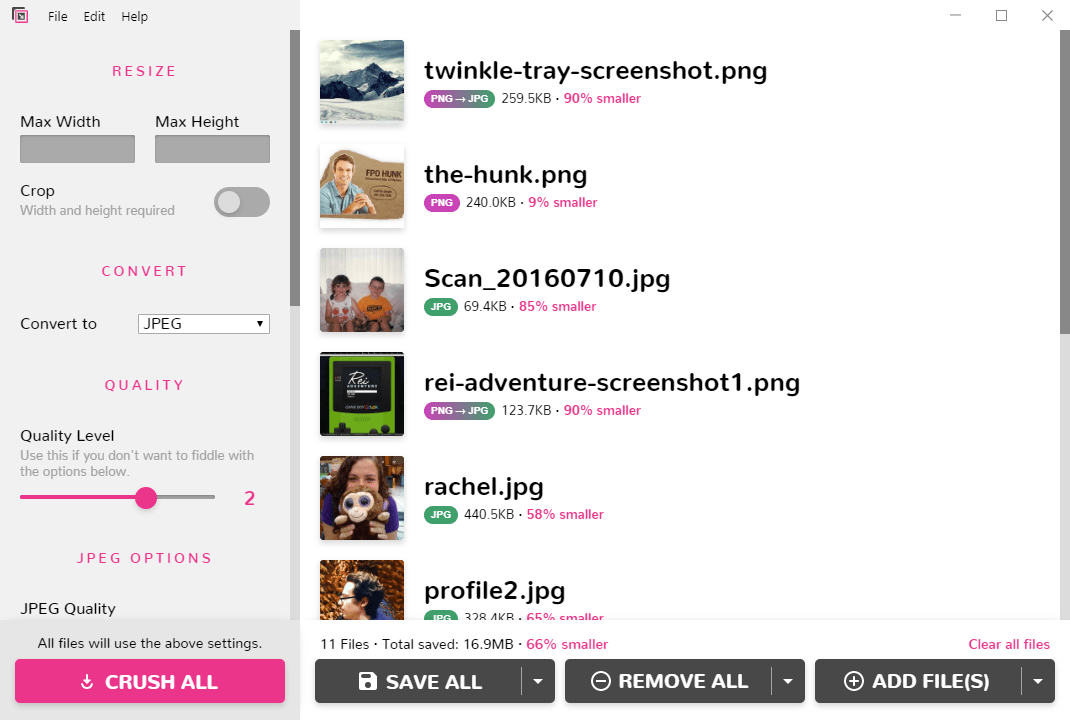 File Edit Help
RESIZE
Max Width Max Height
Crop
Width and height required
CONVERT
Convert to JPEG
QUALITY
Quality Level
Use this if you don't want to fiddle with
the options below.
2
JPEG OPTIONS
JPEG Quality
All files will use the above settings.
CRUSH ALL
twinkle-tray-screenshot.png
PNG → JPG 259.5KB · 90% smaller
FPO HUNK
the-hunk.png
PNG 240.0KB · 9% smaller
Scan_20160710.jpg
JPG 69.4KB · 85% smaller
Rei
ADVENTURE
rei-adventure-screenshot1.png
PNG → JPG 123.7KB · 90% smaller
rachel.jpg
JPG 440.5KB · 58% smaller
profile2.jpg
JPG 328.4KB · 65% smaller
11 Files · Total saved: 16.9MB · 66% smaller Clear all files
SAVE ALL REMOVE ALL ADD FILE(S)